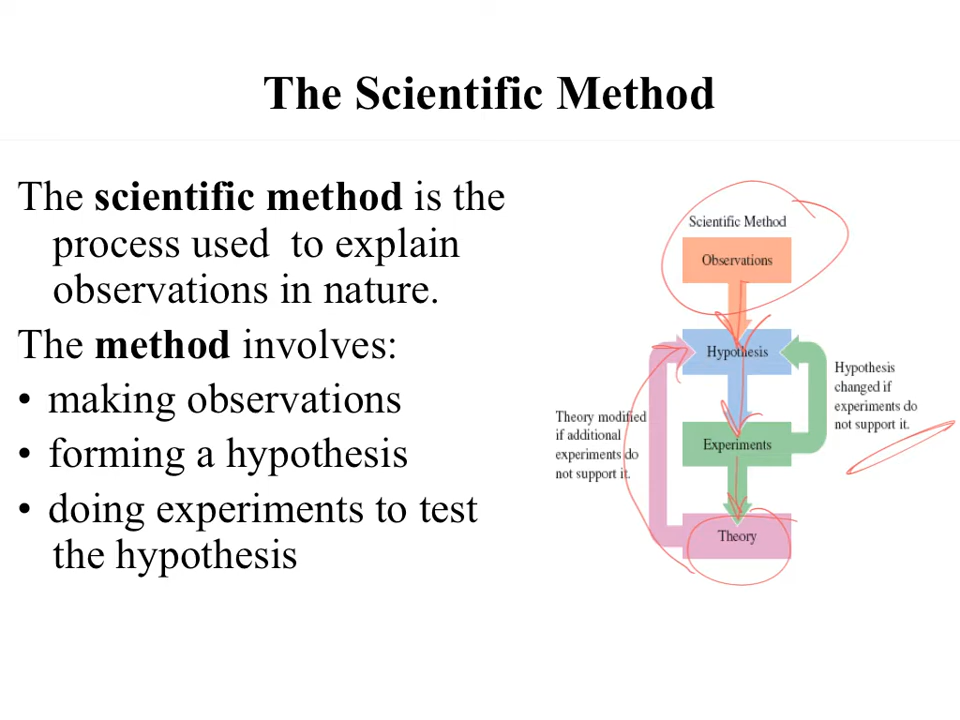 The Scientific Method
The scientific method is the
process used to explain
observations in nature.
The method involves:
• making observations
• forming a hypothesis
• doing experiments to test
the hypothesis
Scientific Method
Observations
Hypothesis
Experiments
Theory
Hypothesis
changed if
experiments do
not support it.
Theory modified
if additional
experiments do
not support it.